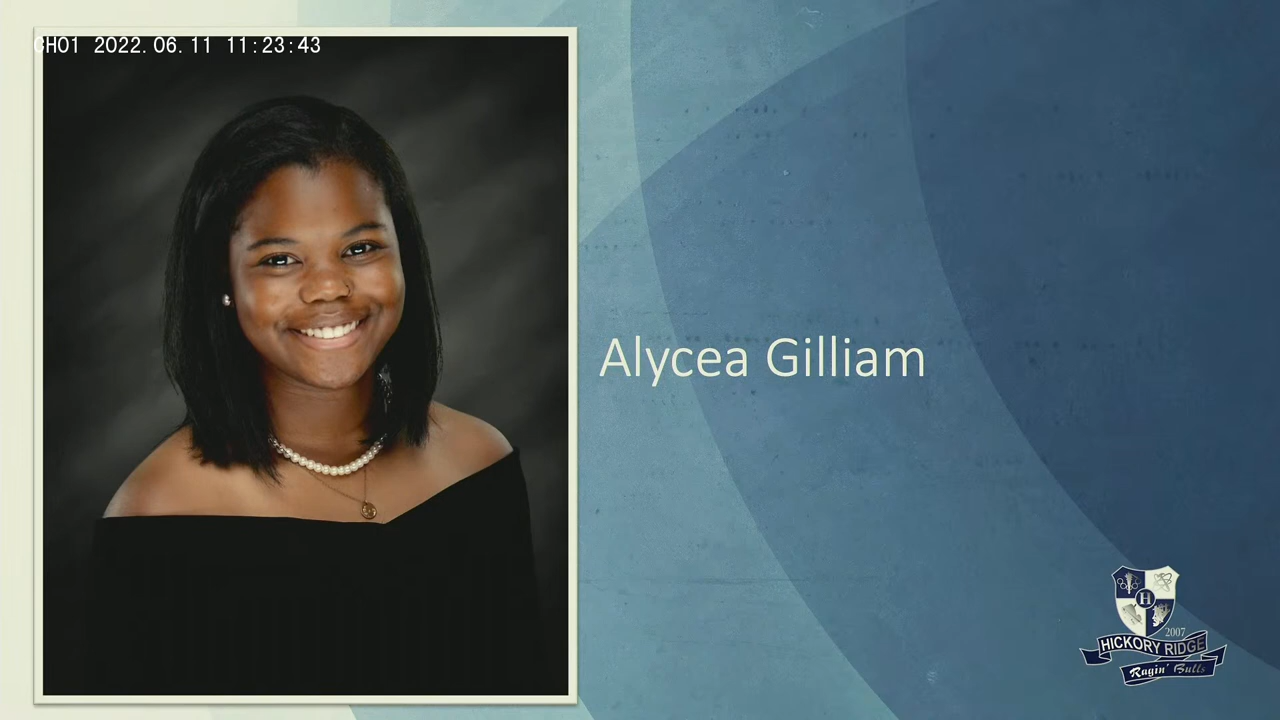 CH01 2022.06.11 11:23:43
Alycea Gilliam
H
2007
HICKORY RIDGE
Ragin' Bulls